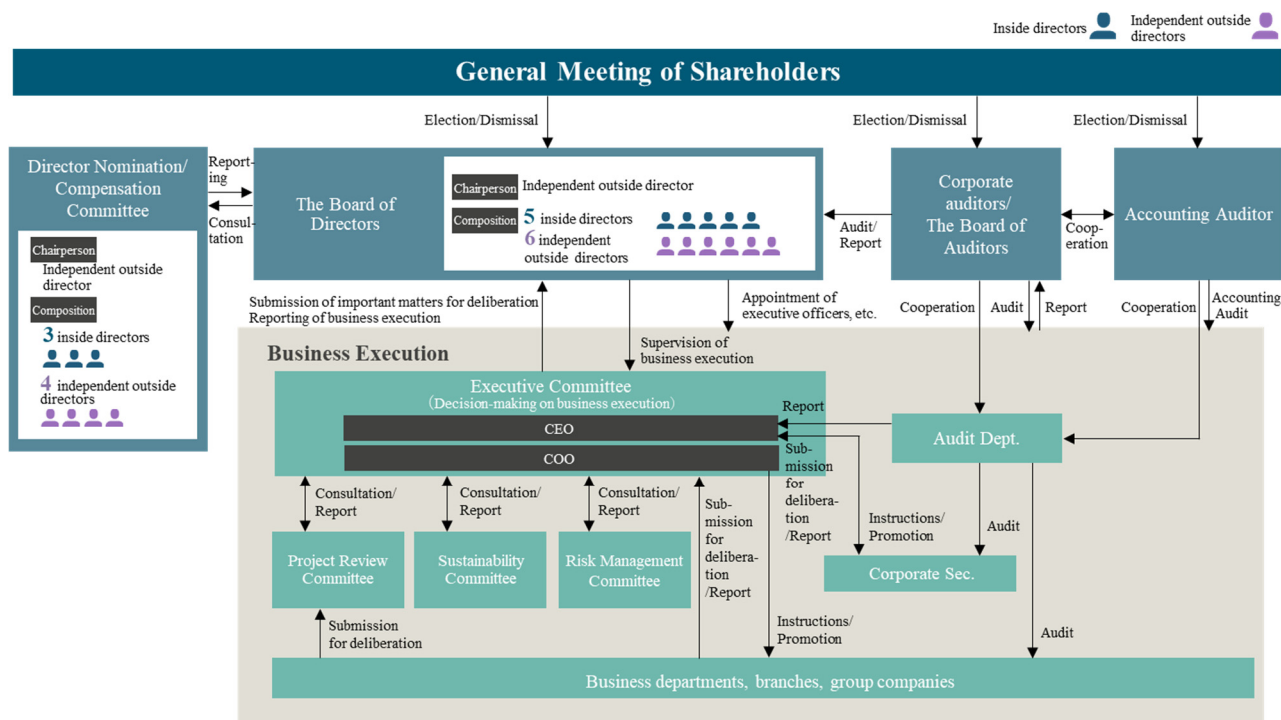 Inside directors
Independent outside
directors
General Meeting of Shareholders
Election/Dismissal
Election/Dismissal
Election/Dismissal
Director Nomination/
Compensation
Committee
Chairperson
Independent outside
director
Composition
3 inside directors
4 independent outside
directors
Report-
ing
Consul-
tation
The Board of
Directors
Chairperson
Independent outside director
Composition
5 inside directors
6 independent
outside directors
Audit/
Report
Corporate
auditors/
The Board of
Auditors
Coop-
eration
Accounting Auditor
Submission of important matters for deliberation
Reporting of business execution
Supervision of
business execution
Appointment of
executive officers, etc.
Cooperation
Audit
Report
Cooperation
Accounting
Audit
Business Execution
Executive Committee
(Decision-making on business execution)
CEO
COO
Report
Audit Dept.
Sub-
mission
for
delibera-
tion
/Report
Instructions/
Promotion
Audit
Corporate Sec.
Consultation/
Report
Consultation/
Report
Consultation/
Report
Project Review
Committee
Sustainability
Committee
Risk Management
Committee
Sub-
mission
for
delibera-
tion
/Report
Submission
for deliberation
Instructions/
Promotion
Audit
Business departments, branches, group companies